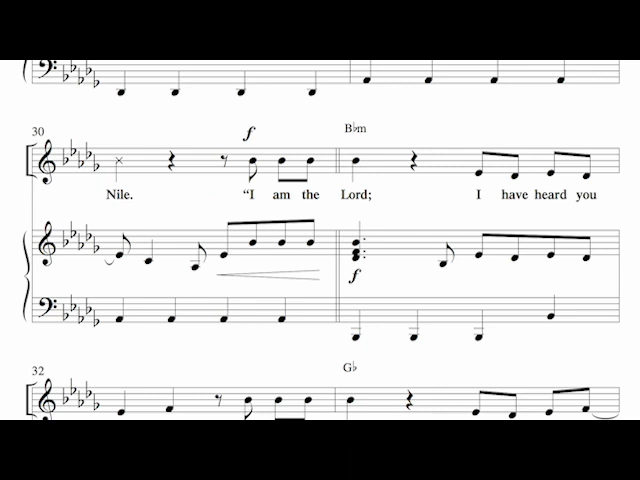 30
f
B♭m
Nile.
“I am the Lord; I have heard you
f
32
G♭